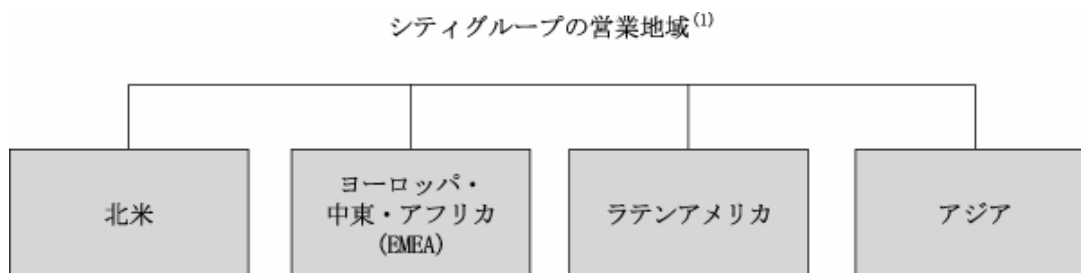 シティグループの営業地域(1)
北米
ヨーロッパ・
中東・アフリカ
(EMEA)
ラテンアメリカ
アジア